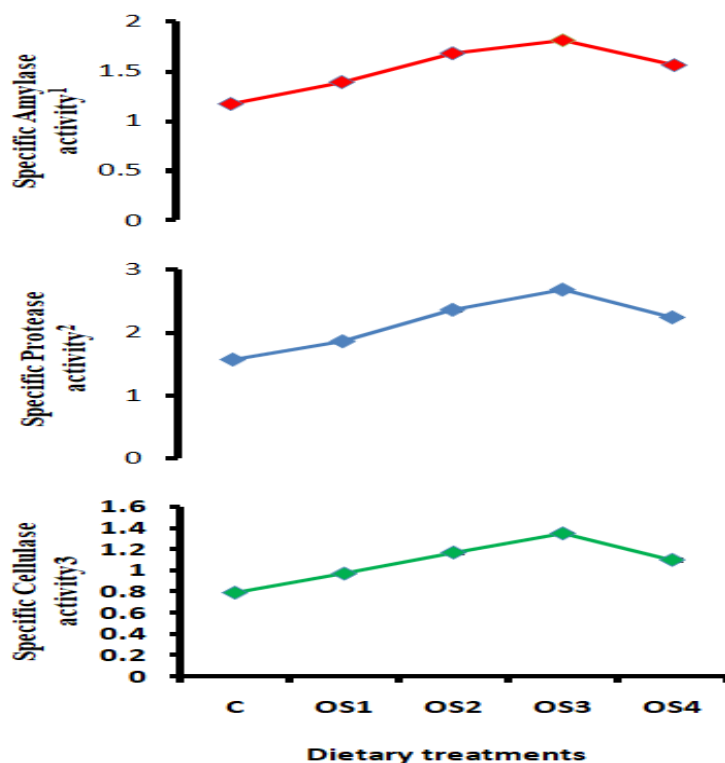 Specific Amylase
activity1
2
1.5
1
0.5
0
Specific Protease
activity2
3
2
1
0
Specific Cellulase
activity3
1.6
1.4
1.2
1
0.8
0.6
0.4
0.2
0
C OS1 OS2 OS3 OS4
Dietary treatments